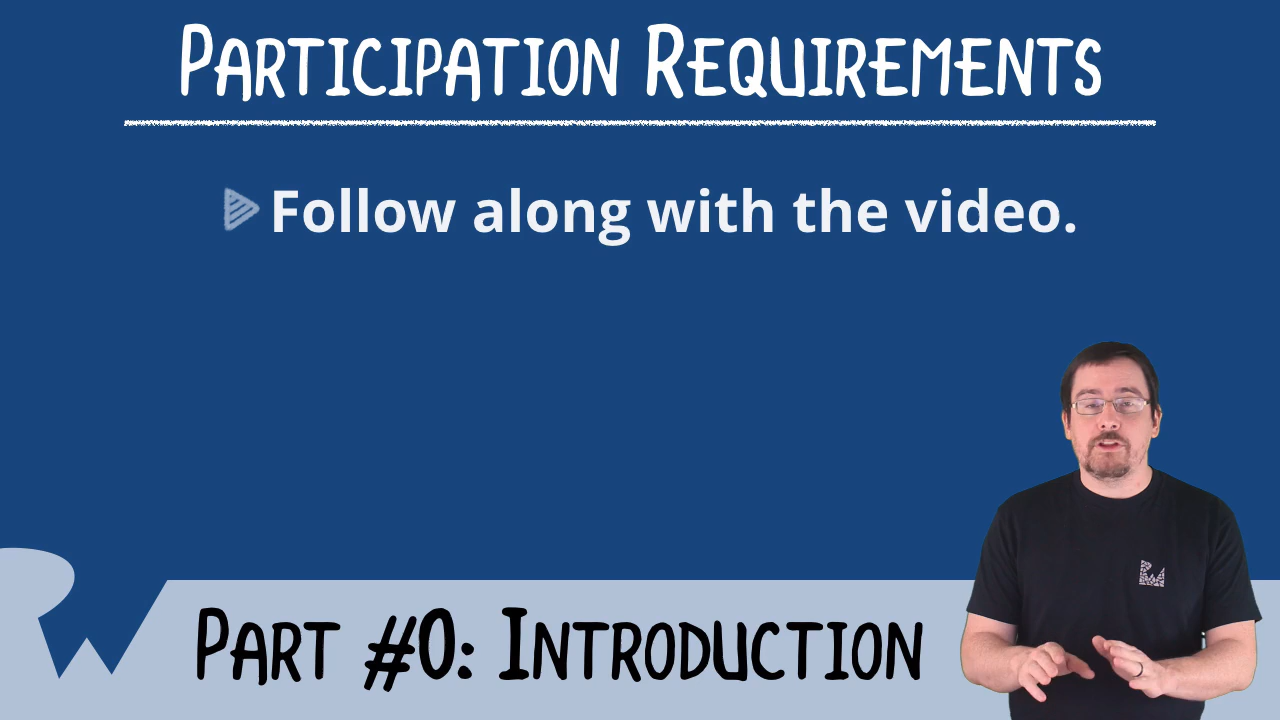 Participation Requirements
Follow along with the video.
Part #0: Introduction